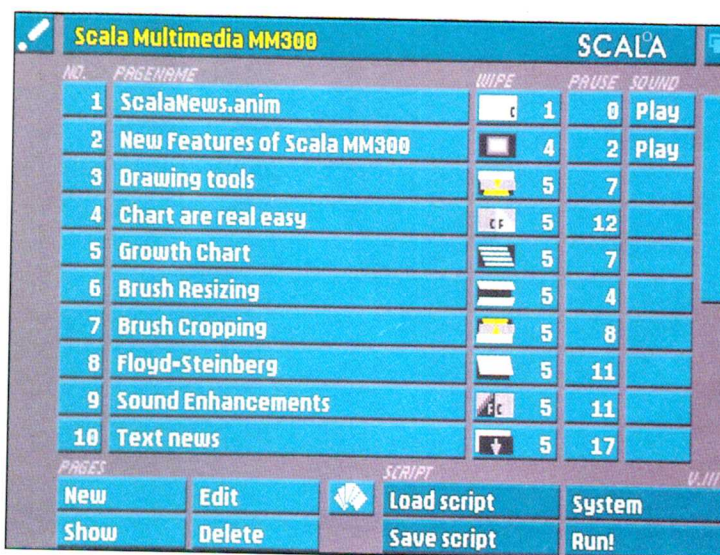 Scala Multimedia MM300 SCALA
NO. PAGENAME WIPE PAUSE SOUND
1 ScalaNews.anim C 1 0 Play
2 New Features of Scala MM300 4 2 Play
3 Drawing tools 5 7
4 Chart are real easy C F 5 12
5 Growth Chart 5 7
6 Brush Resizing 5 4
7 Brush Cropping 5 8
8 Floyd-Steinberg 5 11
9 Sound Enhancements F C 5 11
10 Text news 5 17
PAGES SCRIPT
New Edit Load script System
Show Delete Save script Run!